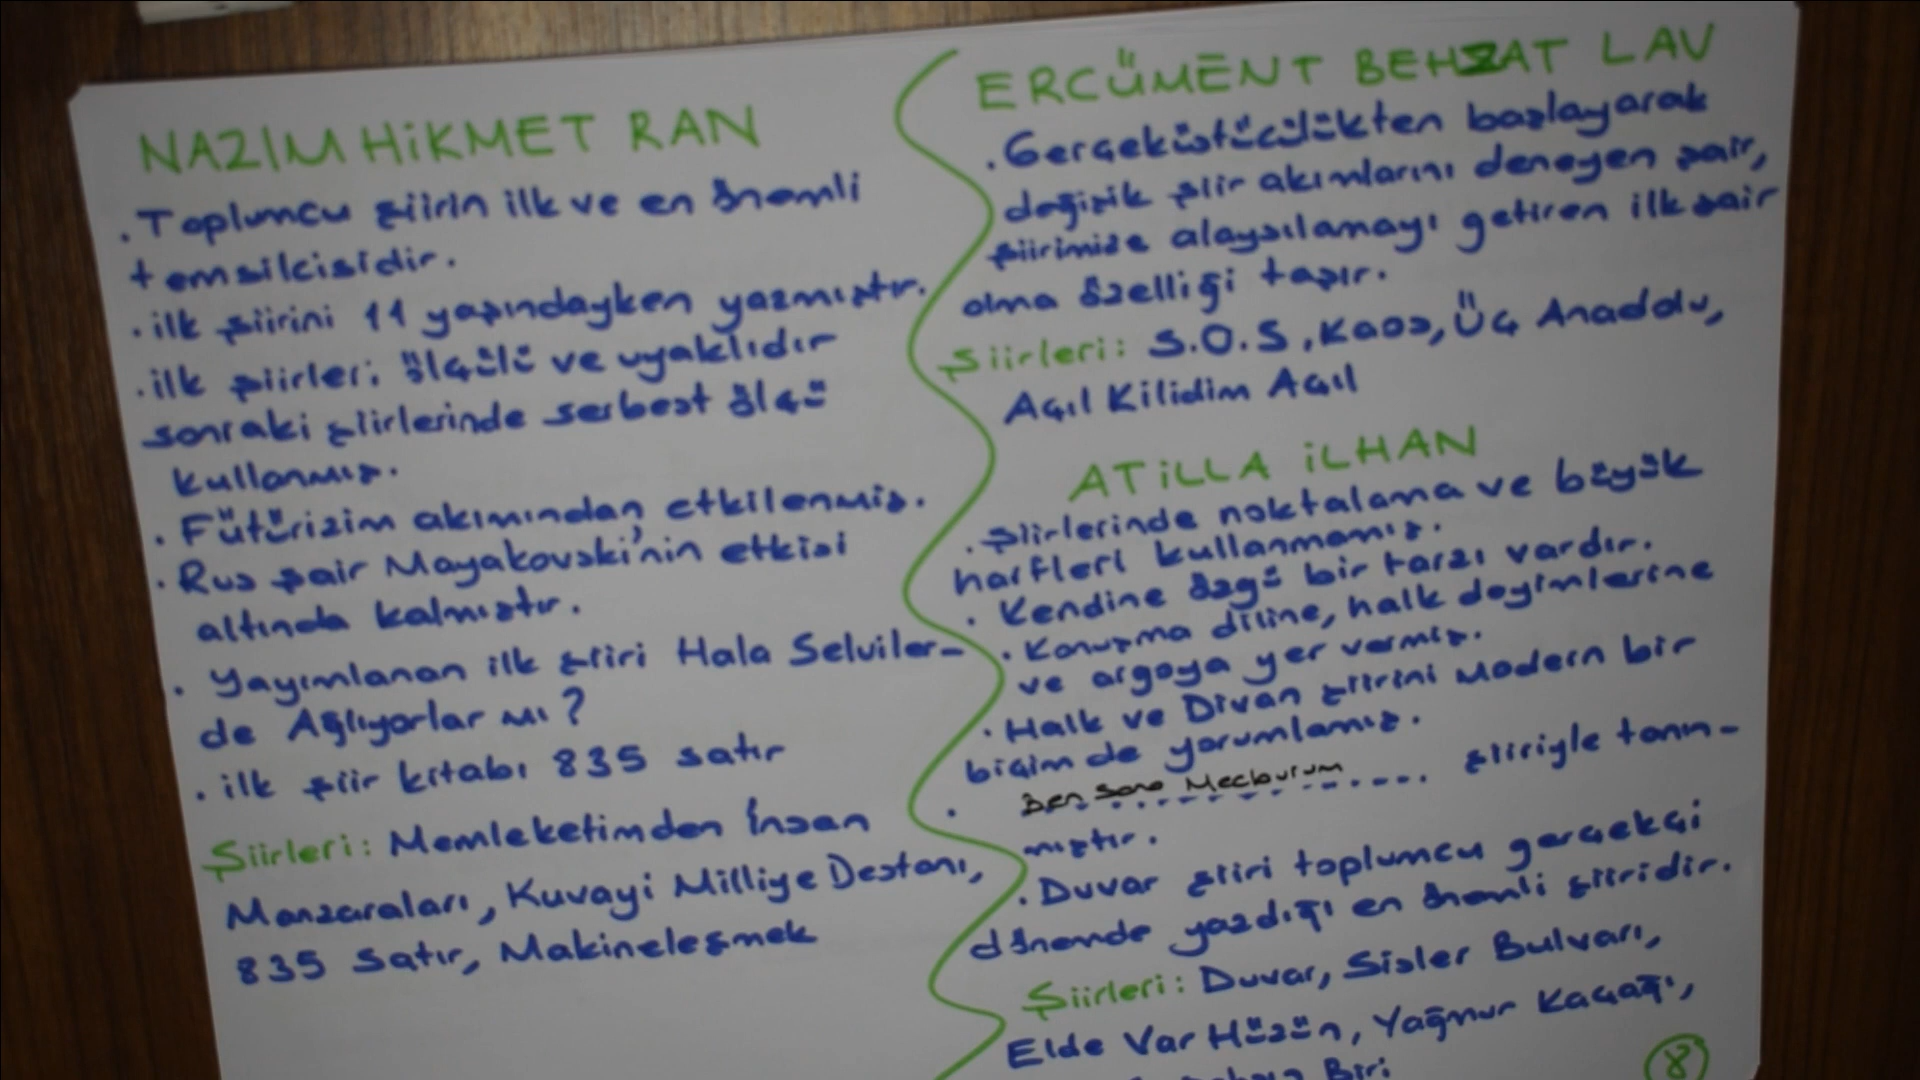 NAZIM HİKMET RAN
. Toplumcu şiirin ilk ve en önemli
temsilcisidir.
. ilk şiirini 11 yaşındayken yazmıştır.
. ilk şiirleri ölçülü ve uyaklıdır
sonraki şiirlerinde serbest ölçü
kullanmış.
. Fütürizim akımından etkilenmiş.
. Rus şair Mayakovski'nin etkisi
altında kalmıştır.
. Yayımlanan ilk şiiri Hala Selviler-
de Ağlıyorlar mı?
. ilk şiir kitabı 835 satır
Şiirleri: Memleketimden İnsan
Manzaraları, Kuvayi Milliye Destanı,
835 Satır, Makineleşmek
ERCÜMENT BEHZAT LAV
. Gerçeküstücülükten başlayarak
değişik şiir akımlarını deneyen şair,
şiirimize alaysılamayı getiren ilk şair
olma özelliği taşır.
Şiirleri: S.O.S, Kaos, Üç Anaddu,
Açıl Kilidim Açıl
ATİLLA İLHAN
. Şiirlerinde noktalama ve büyük
harfleri kullanmamış.
. Kendine özgü bir tarzı vardır.
. Konuşma diline, halk deyimlerine
ve argoya yer vermiş.
. Halk ve Divan şiirini modern bir
biçimde yorumlamış.
. Ben Sana Mecburum şiiriyle tanın-
mıştır.
. Duvar şiiri toplumcu gerçekçi
dönemde yazdığı en önemli şiiridir.
Şiirleri: Duvar, Sisler Bulvarı,
Elde Var Hüzün, Yağmur Kaçağı,
Biri
8